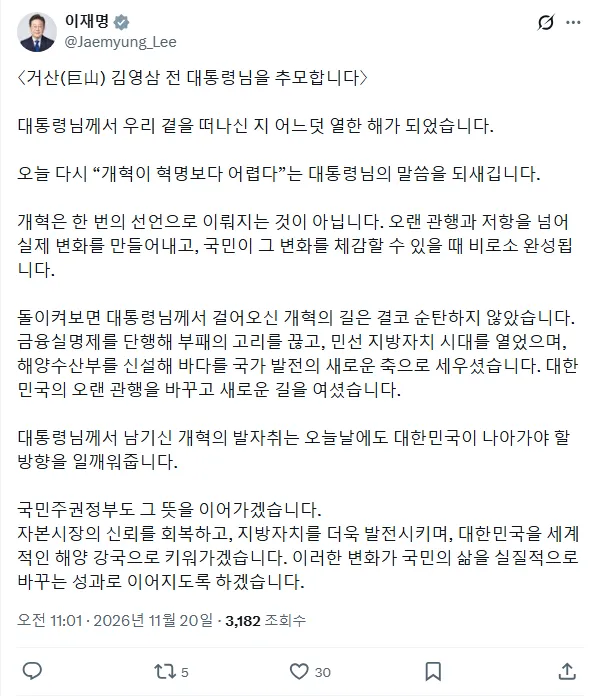 이재명
@Jaemyung_Lee
〈거산(巨山) 김영삼 전 대통령님을 추모합니다〉
대통령님께서 우리 곁을 떠나신 지 어느덧 열한 해가 되었습니다.
오늘 다시 “개혁이 혁명보다 어렵다”는 대통령님의 말씀을 되새깁니다.
개혁은 한 번의 선언으로 이뤄지는 것이 아닙니다. 오랜 관행과 저항을 넘어
실제 변화를 만들어내고, 국민이 그 변화를 체감할 수 있을 때 비로소 완성됩
니다.
돌이켜보면 대통령님께서 걸어오신 개혁의 길은 결코 순탄하지 않았습니다.
금융실명제를 단행해 부패의 고리를 끊고, 민선 지방자치 시대를 열었으며,
해양수산부를 신설해 바다를 국가 발전의 새로운 축으로 세우셨습니다. 대한
민국의 오랜 관행을 바꾸고 새로운 길을 여셨습니다.
대통령님께서 남기신 개혁의 발자취는 오늘날에도 대한민국이 나아가야 할
방향을 일깨워줍니다.
국민주권정부도 그 뜻을 이어가겠습니다.
자본시장의 신뢰를 회복하고, 지방자치를 더욱 발전시키며, 대한민국을 세계
적인 해양 강국으로 키워가겠습니다. 이러한 변화가 국민의 삶을 실질적으로
바꾸는 성과로 이어지도록 하겠습니다.
오전 11:01 · 2026년 11월 20일 · 3,182 조회수
5 30